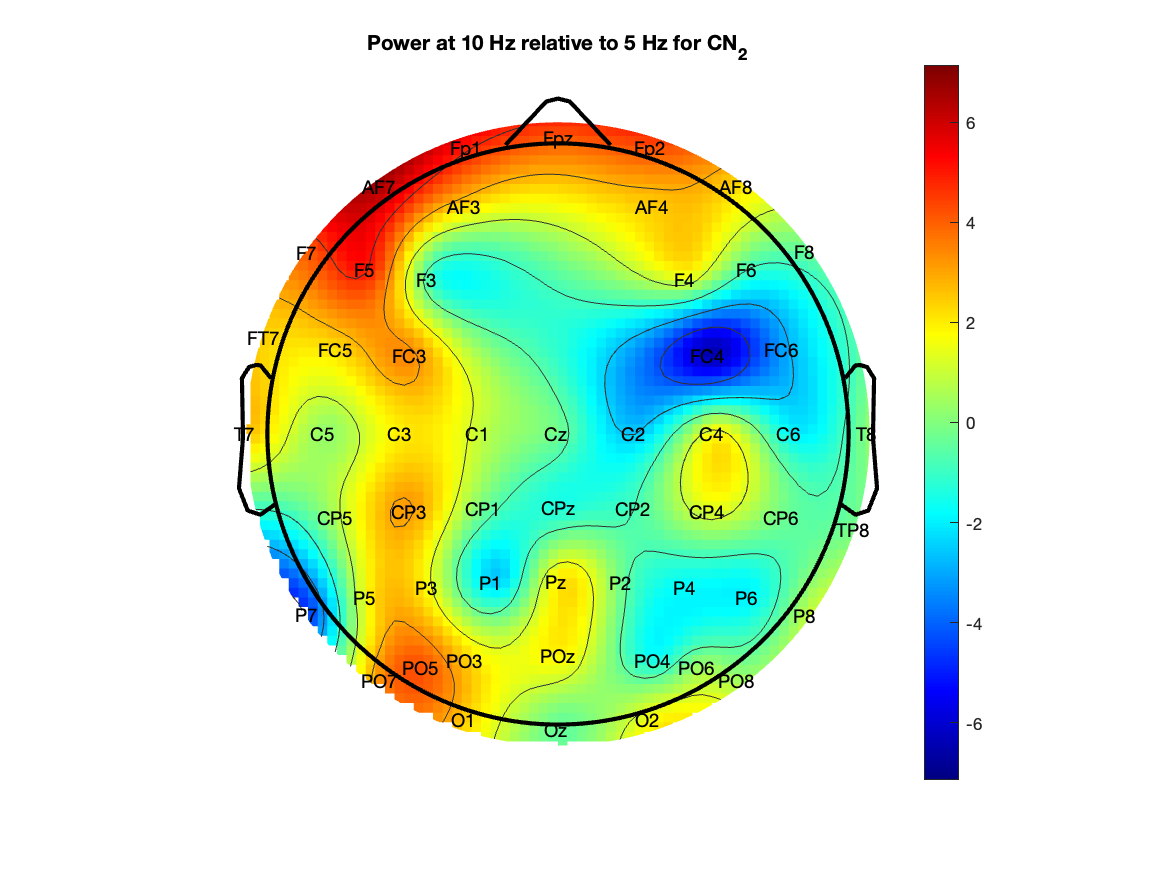 Power at 10 Hz relative to 5 Hz for CN₂
Fp1 Fpz Fp2
AF7 AF8
AF3 AF4
F7 F8
F5 F3 F4 F6
FT7
FC5 FC3 FC4 FC6
T7 C5 C3 C1 Cz C2 C4 C6 T8
CP5 CP3 CP1 CPz CP2 CP4 CP6 TP8
P7 P5 P3 P1 Pz P2 P4 P6 P8
PO7 PO5 PO3 POz PO4 PO6 PO8
O1 Oz O2
6
4
2
0
-2
-4
-6